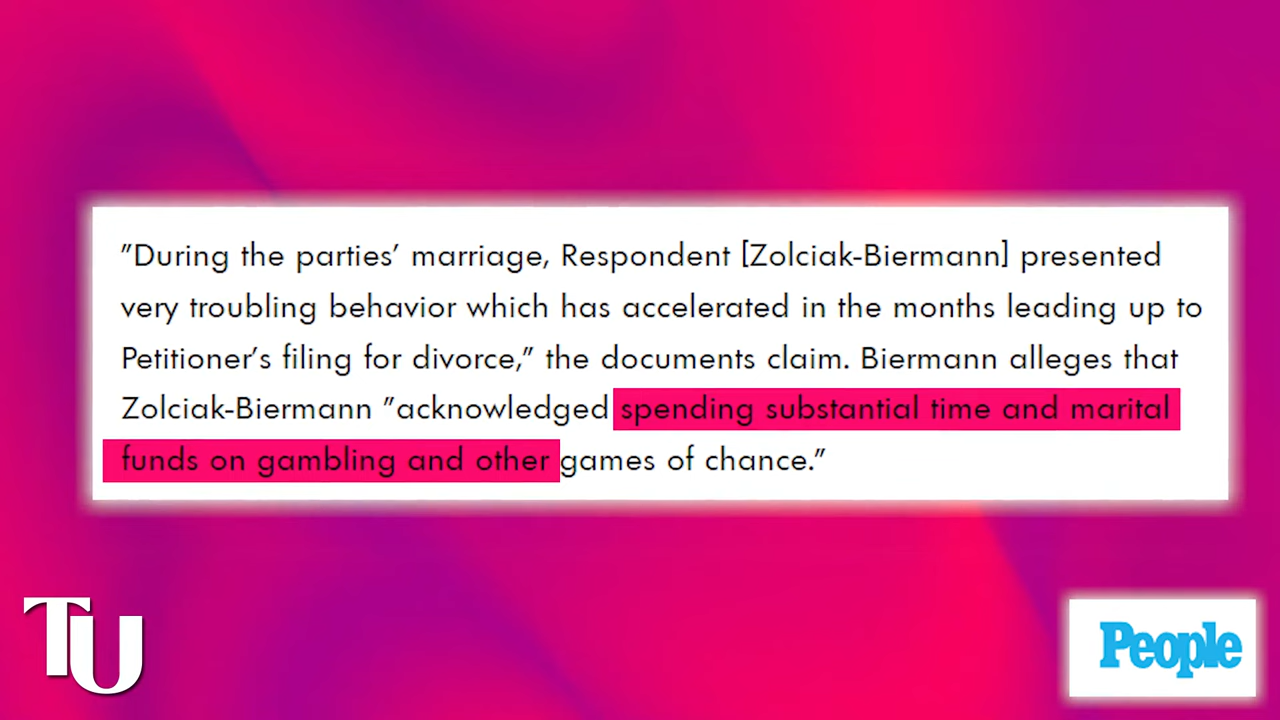 "During the parties' marriage, Respondent [Zolciak-Biermann] presented
very troubling behavior which has accelerated in the months leading up to
Petitioner's filing for divorce," the documents claim. Biermann alleges that
Zolciak-Biermann "acknowledged spending substantial time and marital
funds on gambling and other games of chance."
TU
People